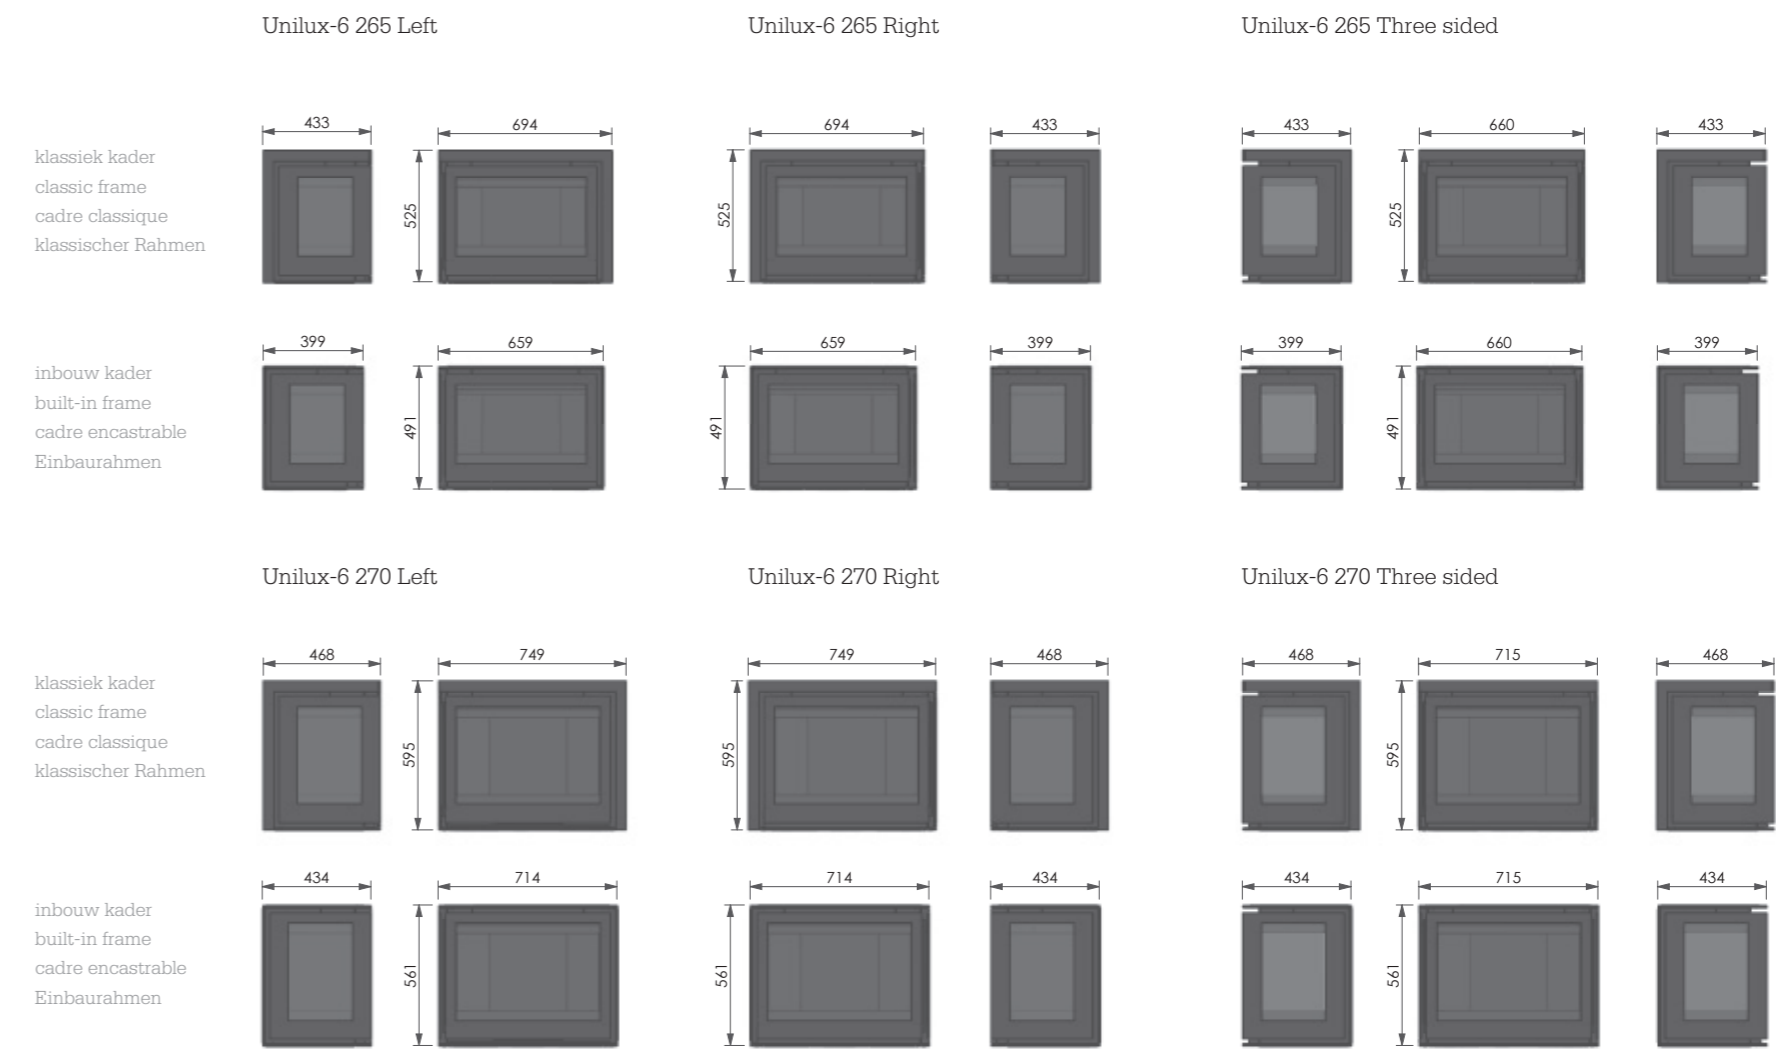 Unilux-6 265 Left
Unilux-6 265 Right
Unilux-6 265 Three sided
433
694
694
433
433
660
433
klassiek kader
classic frame
cadre classique
klassischer Rahmen
525
525
525
399
659
659
399
399
660
399
inbouw kader
built-in frame
cadre encastrable
Einbaurahmen
491
491
491
Unilux-6 270 Left
Unilux-6 270 Right
Unilux-6 270 Three sided
468
749
749
468
468
715
468
klassiek kader
classic frame
cadre classique
klassischer Rahmen
595
595
595
434
714
714
434
434
715
434
inbouw kader
built-in frame
cadre encastrable
Einbaurahmen
561
561
561